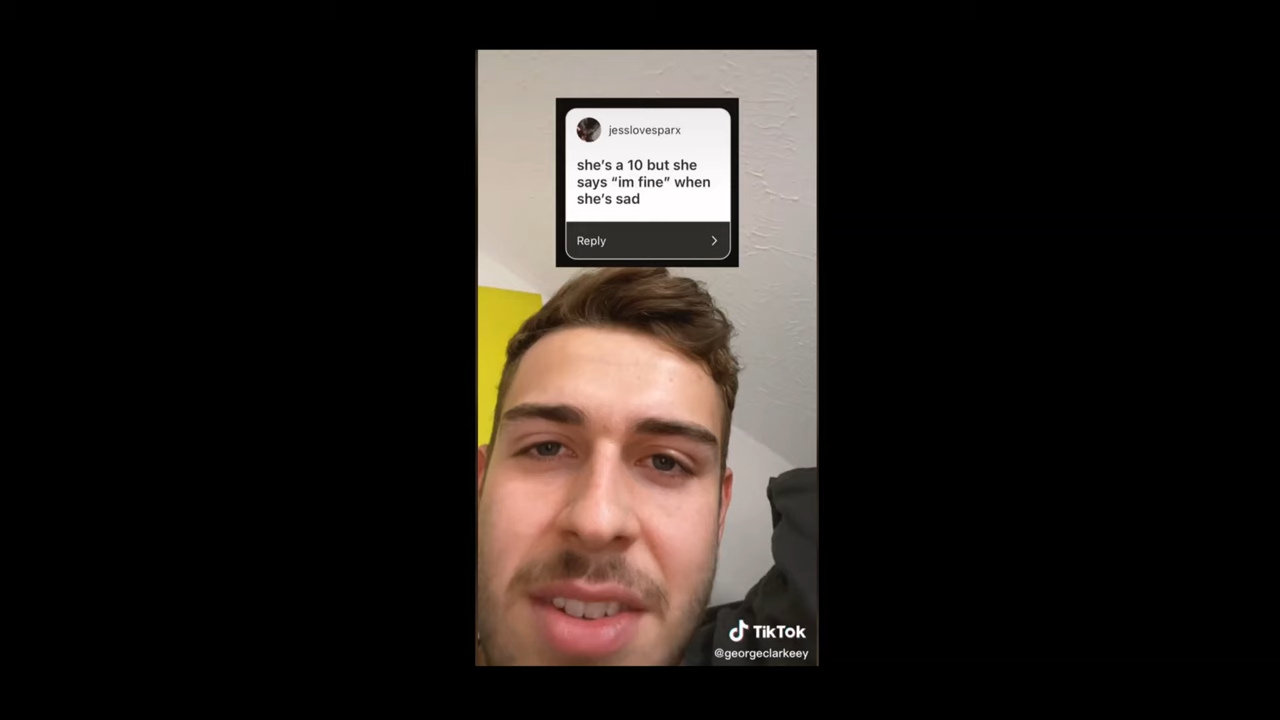 jesslovesparx
she's a 10 but she
says “im fine” when
she's sad
Reply
TikTok
@georgeclarkeey